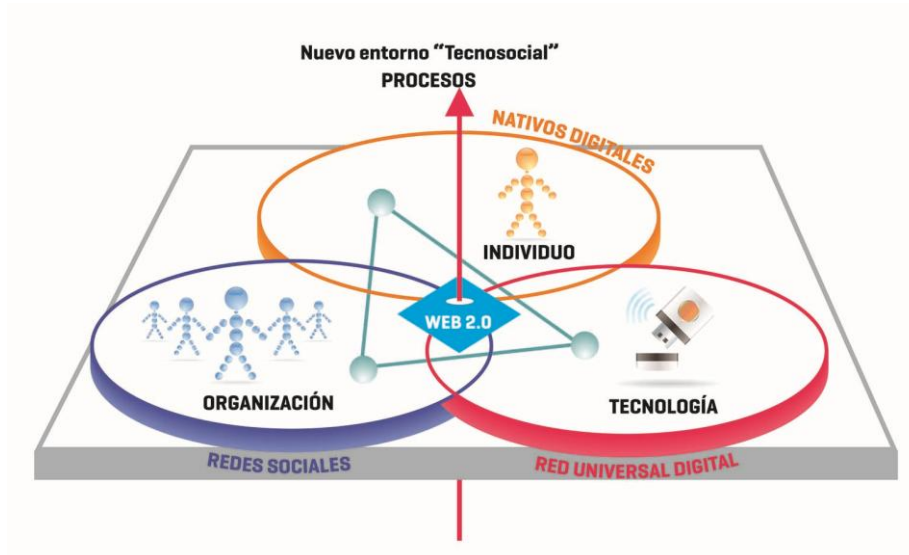 Nuevo entorno “Tecnosocial”
PROCESOS
NATIVOS DIGITALES
INDIVIDUO
WEB 2.0
ORGANIZACIÓN
TECNOLOGÍA
REDES SOCIALES
RED UNIVERSAL DIGITAL